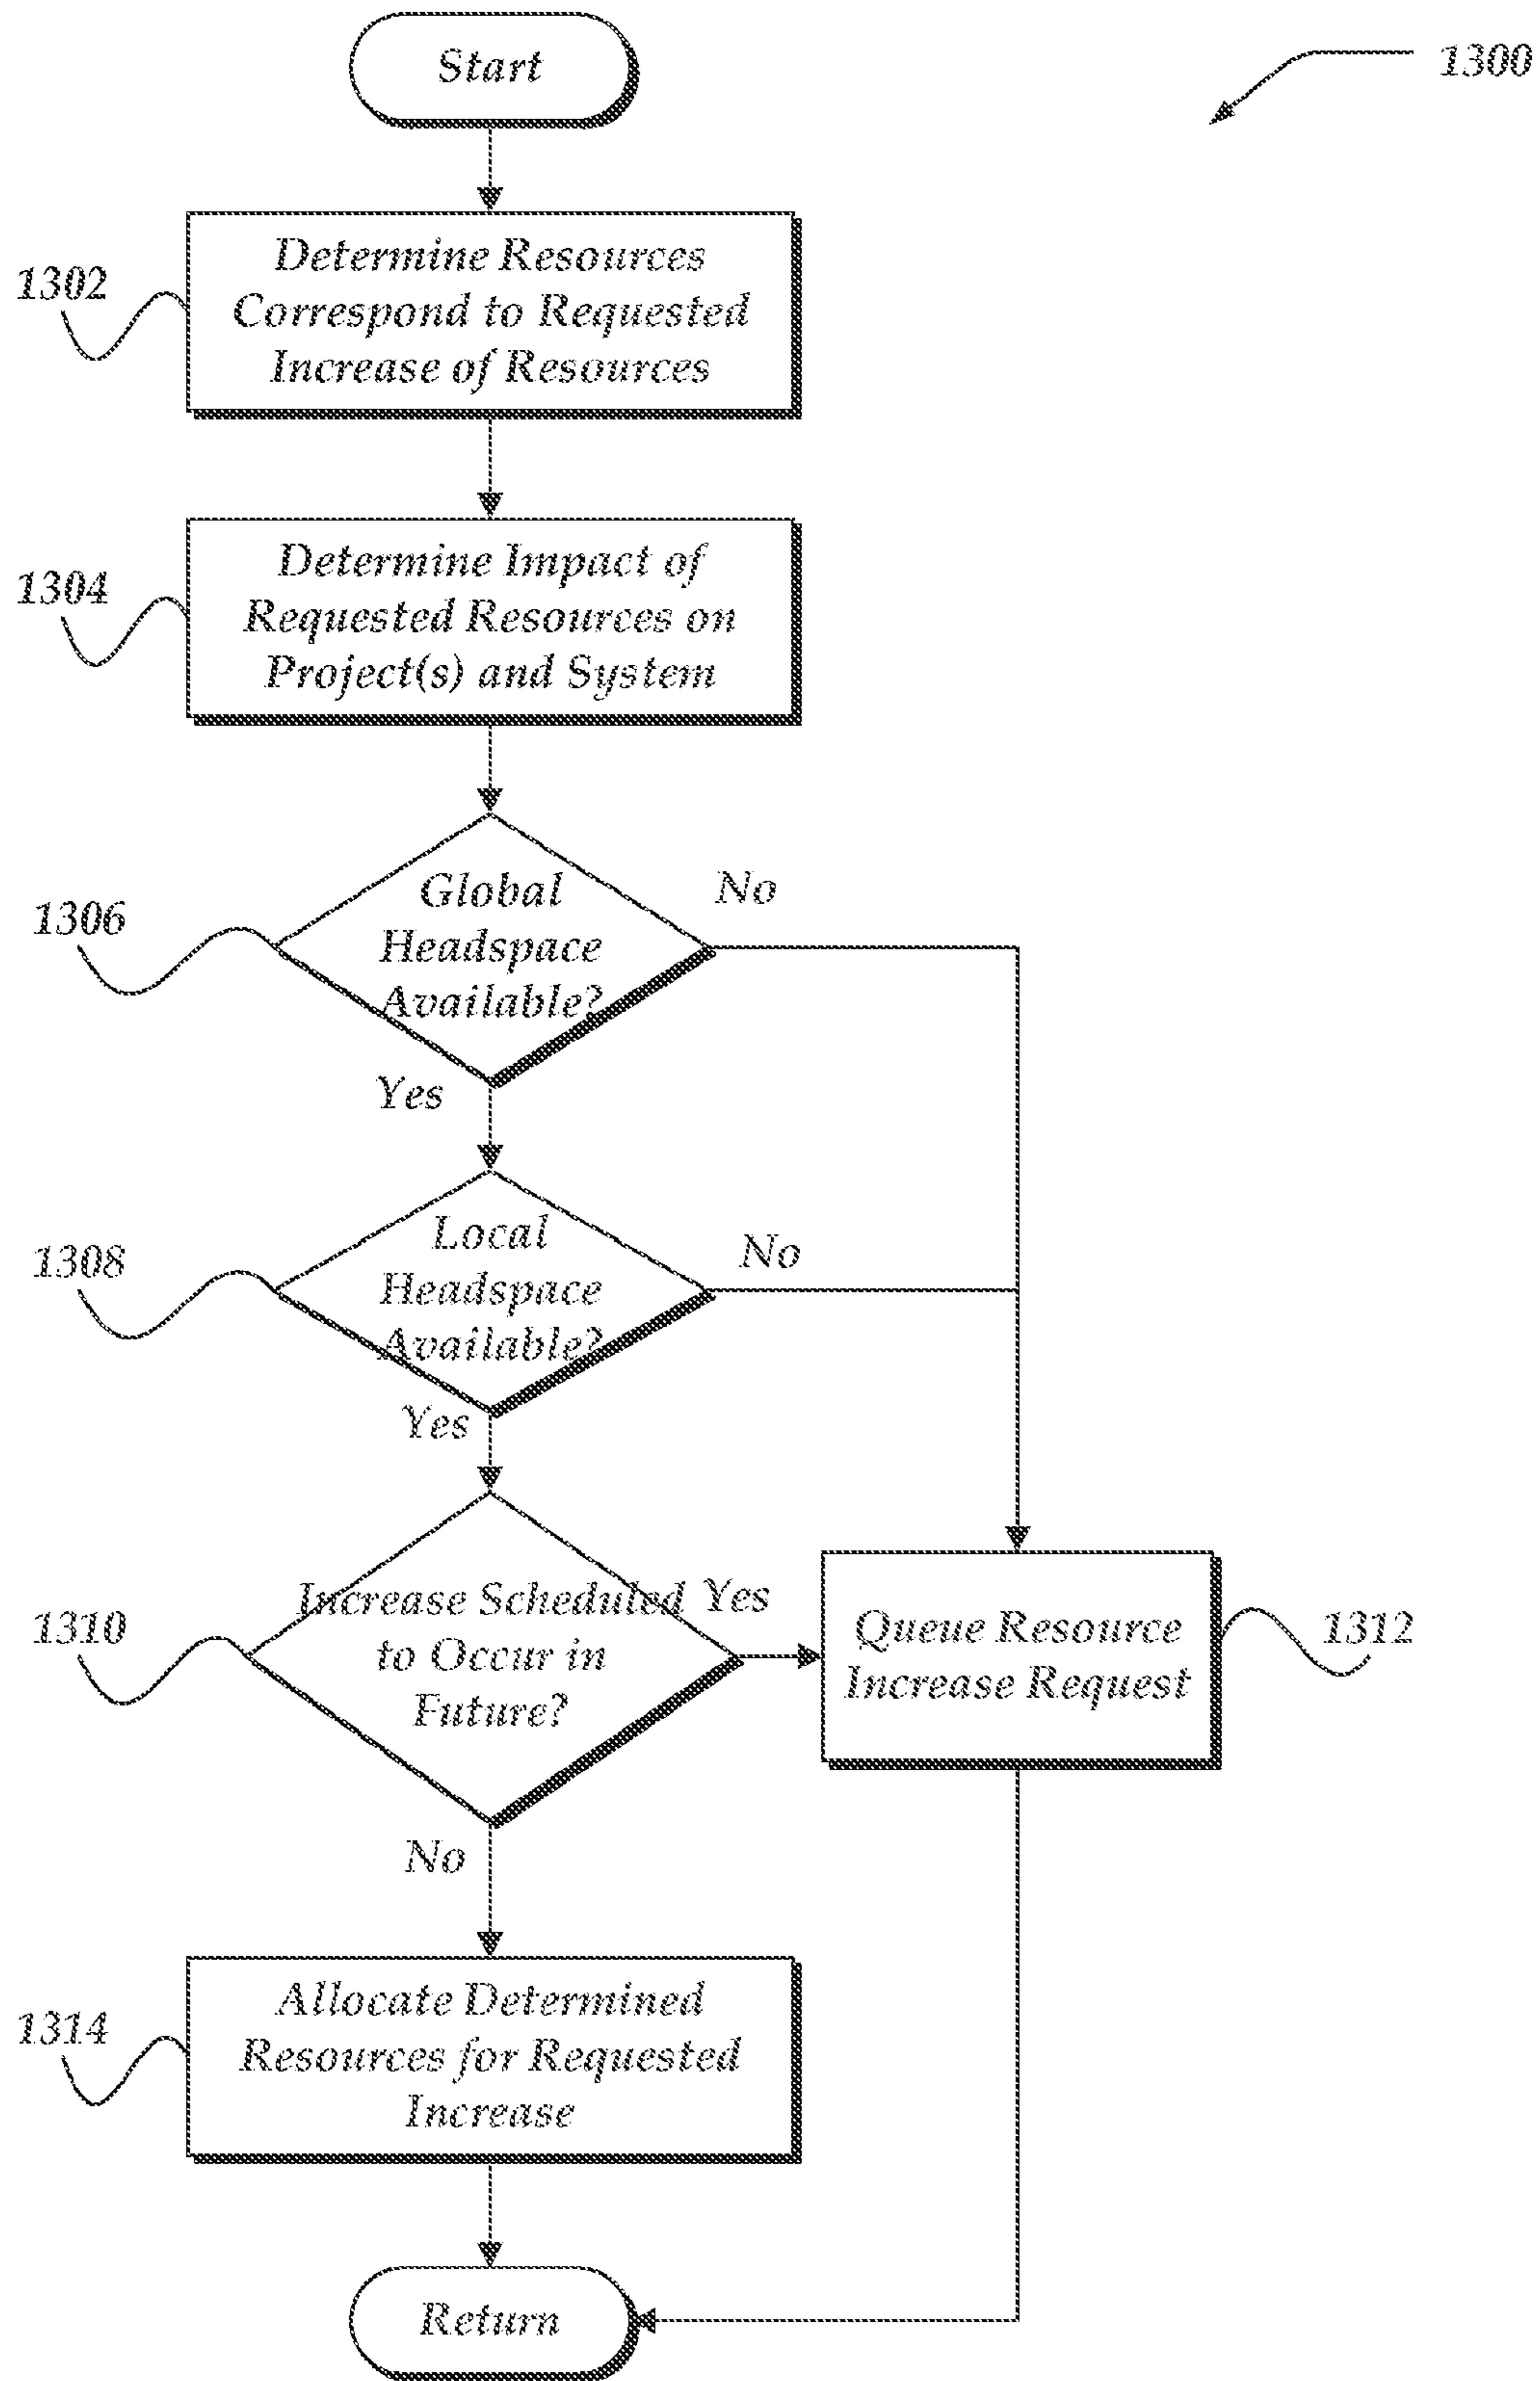 Start
1300
1302
Determine Resources
Correspond to Requested
Increase of Resources
1304
Determine Impact of
Requested Resources on
Project(s) and System
1306
Global
Headspace
Available?
No
Yes
1308
Local
Headspace
Available?
No
Yes
1310
Increase Scheduled
to Occur in
Future?
Yes
Queue Resource
Increase Request
1312
No
1314
Allocate Determined
Resources for Requested
Increase
Return